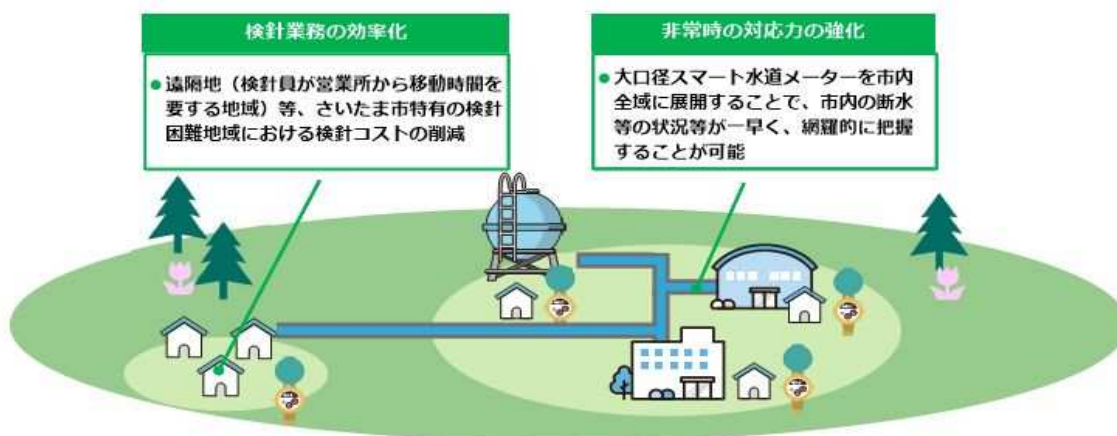 検針業務の効率化
●遠隔地（検針員が営業所から移動時間を
要する地域）等、さいたま市特有の検針
困難地域における検針コストの削減
非常時の対応力の強化
●大口径スマート水道メーターを市内
全域に展開することで、市内の断水
等の状況等が一早く、網羅的に把握
することが可能